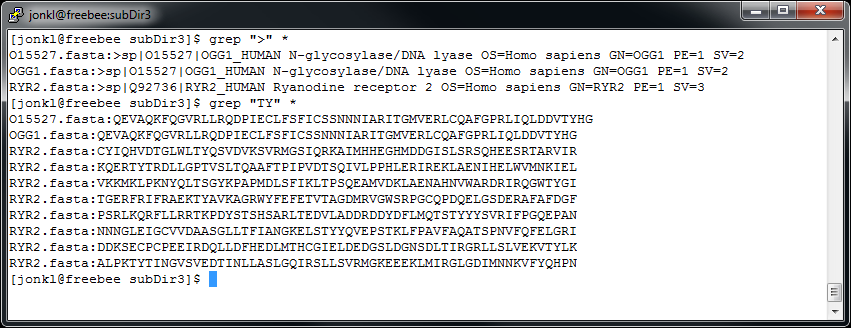 jonkl@freebee:subDir3
[jonkl@freebee subDir3]$ grep ">" *
O15527.fasta:>sp|O15527|OGG1_HUMAN N-glycosylase/DNA lyase OS=Homo sapiens GN=OGG1 PE=1 SV=2
OGG1.fasta:>sp|O15527|OGG1_HUMAN N-glycosylase/DNA lyase OS=Homo sapiens GN=OGG1 PE=1 SV=2
RYR2.fasta:>sp|Q92736|RYR2_HUMAN Ryanodine receptor 2 OS=Homo sapiens GN=RYR2 PE=1 SV=3
[jonkl@freebee subDir3]$ grep "TY" *
O15527.fasta:QEVAQKFQGVRLLRQDPIECLFSFICSSNNNIARITGMVERLCQAFGPRLIQLDDVTYHG
OGG1.fasta:QEVAQKFQGVRLLRQDPIECLFSFICSSNNNIARITGMVERLCQAFGPRLIQLDDVTYHG
RYR2.fasta:CYIQHVDTGLWLTYQSVDVKSVRMGSIQRKAIMHHEGHMDDGISLSRSQHEESRTARVIR
RYR2.fasta:KQERTYTRDLLGPTVSLTQAAFTPIPVDTSQIVLPPHLERIREKLAENIHELWVMNKIEL
RYR2.fasta:VKKMKLPKNYQLTSGYKPAPMDLSFIKLTPSQEAMVDKLAENAHNVWARDRIRQGWTYGI
RYR2.fasta:TGERFRIFRAEKTYAVKAGRWYFEFETVTAGDMRVGWSRPGCQPDQELGSDERAFAFDGF
RYR2.fasta:PSRLKQRFLLRRTKPDYSTSHSARLTEDVLADDRDDYDFLMQTSTYYYSVRIFPGQEPAN
RYR2.fasta:NNNGLEIGCVVDAASGLLTFIANGKELSTYYQVEPSTKLFPAVFAQATSPNVFQFELGRI
RYR2.fasta:DDKSECPCPEEIRDQLLDFHEDLMTHCGIELDEDGSLDGNSDLTIRGRLLSLVEKVTYLK
RYR2.fasta:ALPKTYTINGVSVEDTINLLASLGQIRSLLSVRMGKEEEKLMIRGLGDIMNNKVFYQHPN
[jonkl@freebee subDir3]$